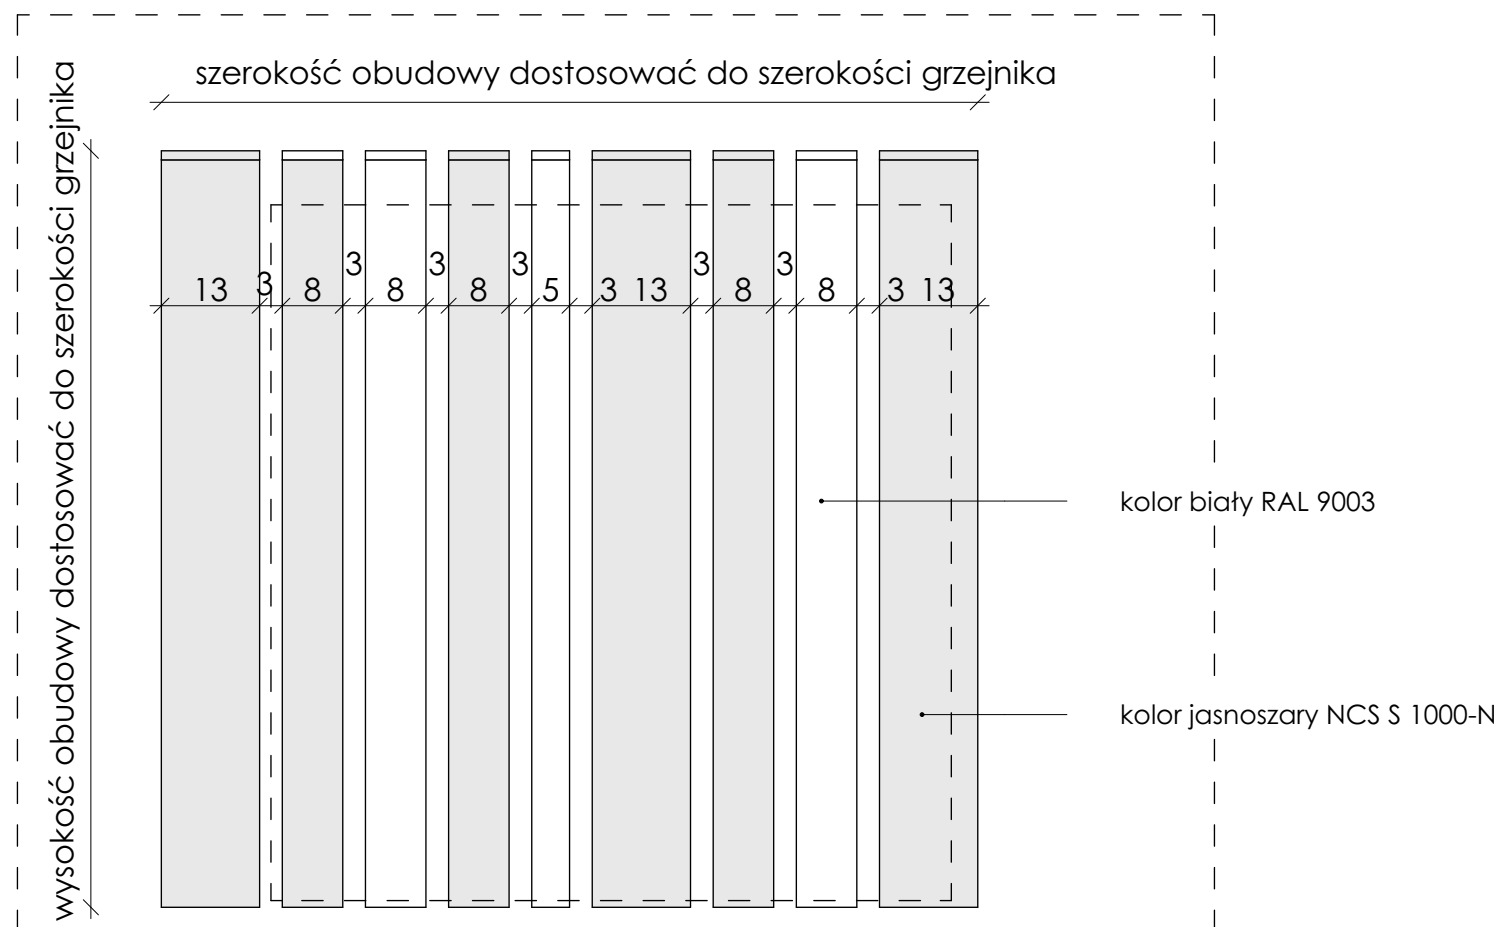 szerokość obudowy dostosować do szerokości grzejnika
wysokość obudowy dostosować do szerokości grzejnika
13 3 8 3 8 3 8 3 5 3 13 3 8 3 8 3 13
kolor biały RAL 9003
kolor jasnoszary NCS S 1000-N